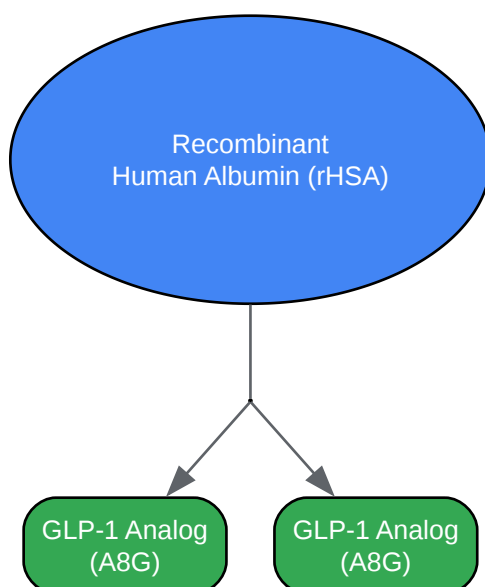 Recombinant
Human Albumin (rHSA)
GLP-1 Analog
(A8G)
GLP-1 Analog
(A8G)